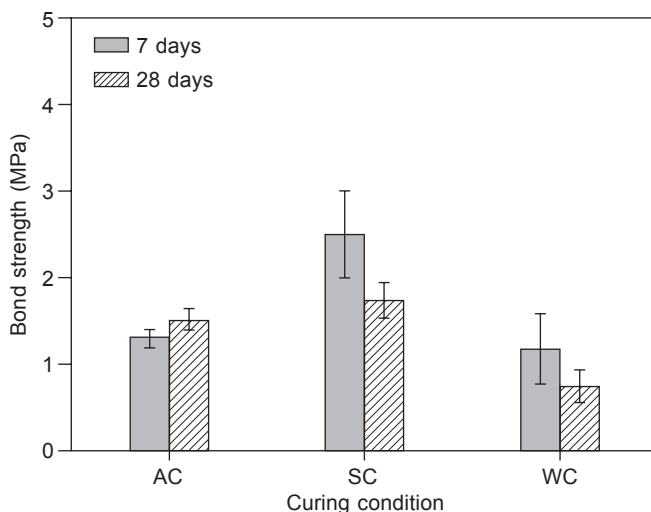 5
4
3
2
1
0
Bond strength (MPa)
7 days
28 days
AC
SC
WC
Curing condition